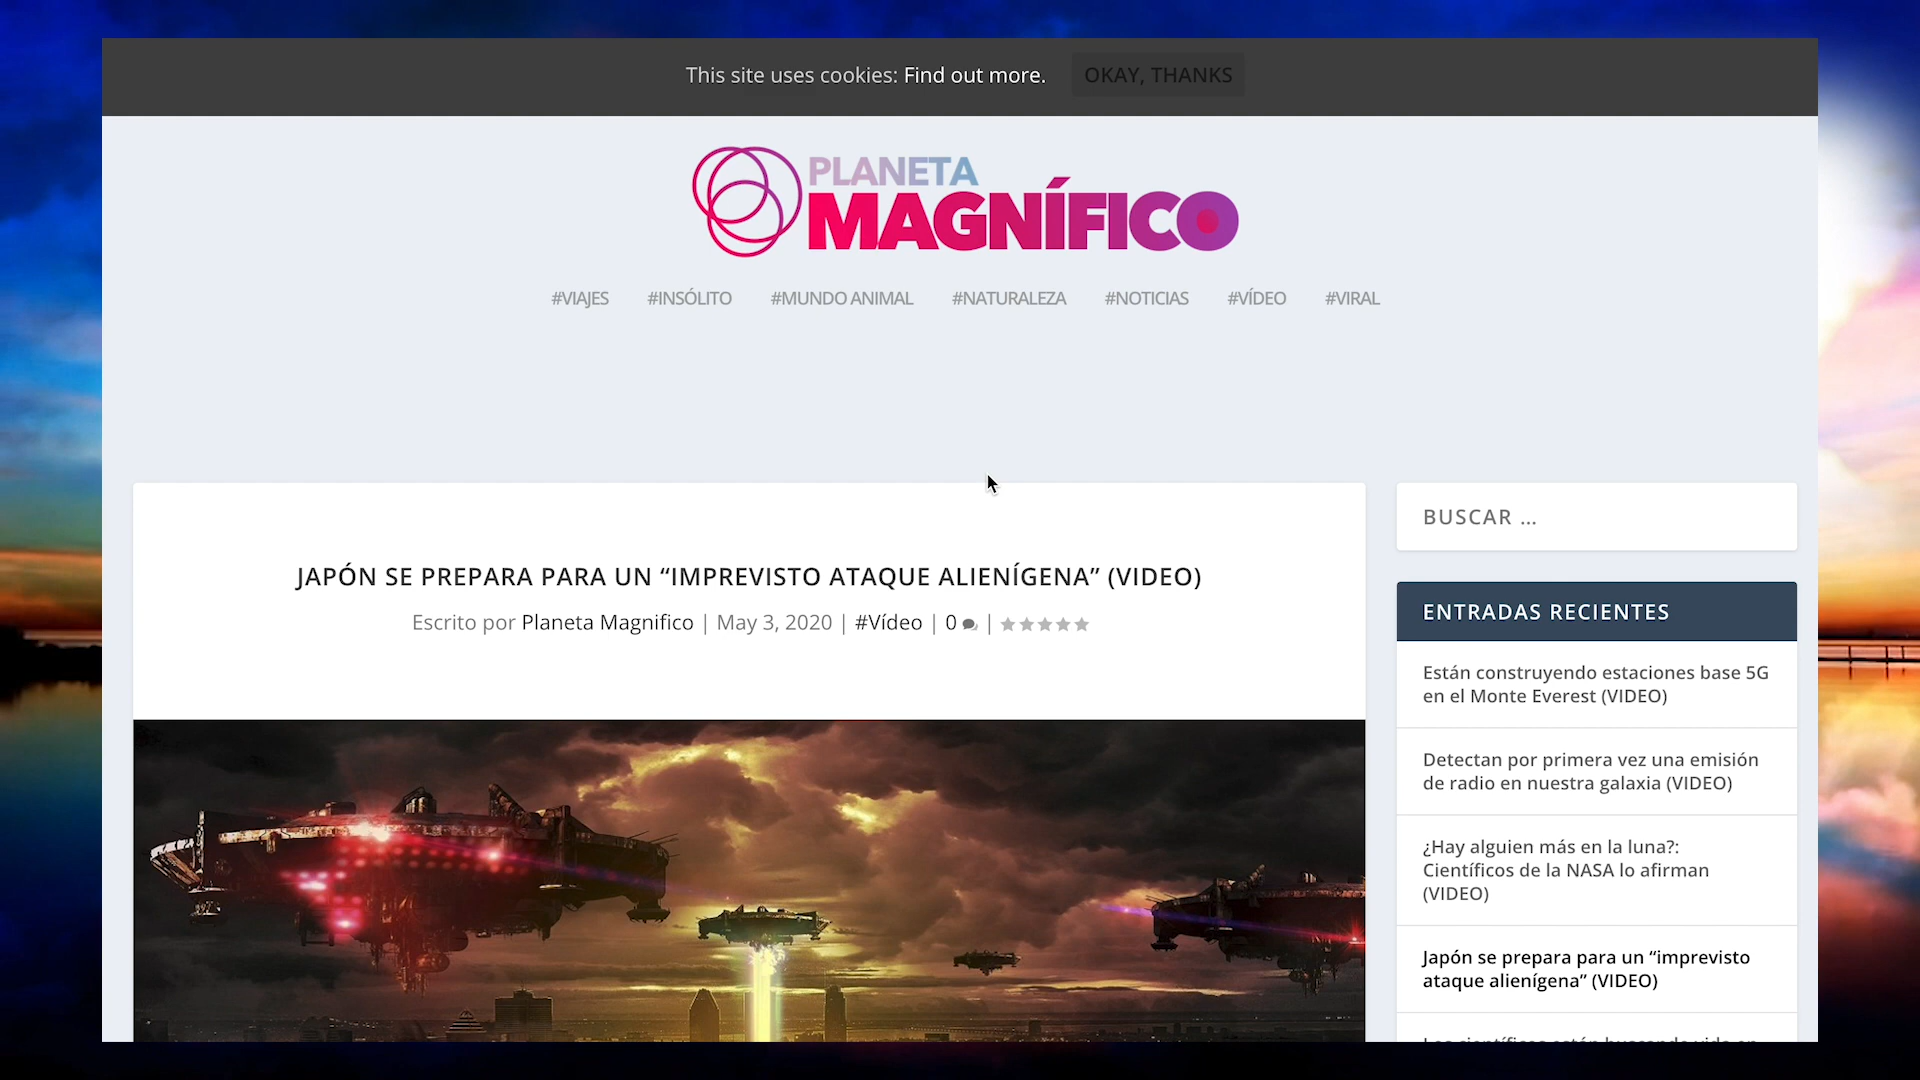 This site uses cookies: Find out more. OKAY, THANKS
PLANETA
MAGNÍFICO
#VIAJES #INSÓLITO #MUNDO ANIMAL #NATURALEZA #NOTICIAS #VÍDEO #VIRAL
JAPÓN SE PREPARA PARA UN “IMPREVISTO ATAQUE ALIENÍGENA” (VIDEO)
Escrito por Planeta Magnifico | May 3, 2020 | #Vídeo | 0 |
BUSCAR ...
ENTRADAS RECIENTES
Están construyendo estaciones base 5G
en el Monte Everest (VIDEO)
Detectan por primera vez una emisión
de radio en nuestra galaxia (VIDEO)
¿Hay alguien más en la luna?:
Científicos de la NASA lo afirman
(VIDEO)
Japón se prepara para un “imprevisto
ataque alienígena” (VIDEO)